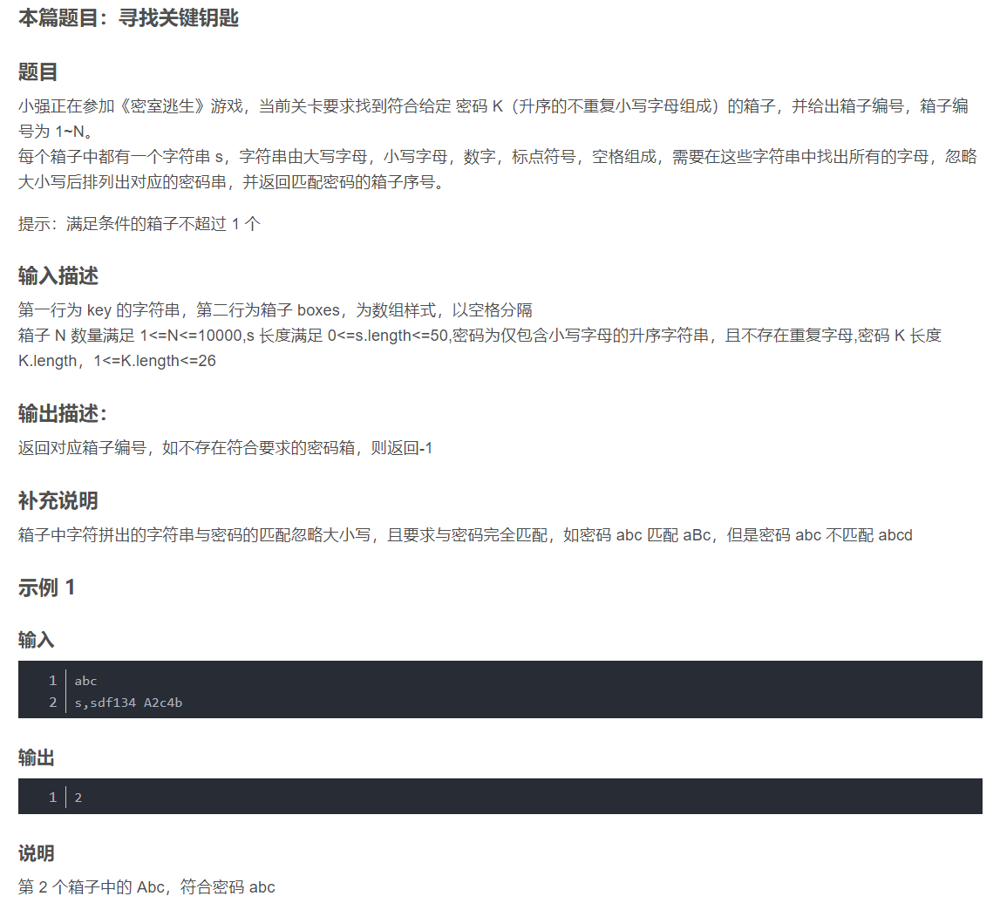 本篇题目：寻找关键钥匙
题目
小强正在参加《密室逃生》游戏，当前关卡要求找到符合给定 密码 K（升序的不重复小写字母组成）的箱子，并给出箱子编号，箱子编
号为 1~N。
每个箱子中都有一个字符串 s，字符串由大写字母，小写字母，数字，标点符号，空格组成，需要在这些字符串中找出所有的字母，忽略
大小写后排列出对应的密码串，并返回匹配密码的箱子序号。
提示：满足条件的箱子不超过 1 个
输入描述
第一行为 key 的字符串，第二行为箱子 boxes，为数组样式，以空格分隔
箱子 N 数量满足 1<=N<=10000,s 长度满足 0<=s.length<=50,密码为仅包含小写字母的升序字符串，且不存在重复字母,密码 K 长度
K.length，1<=K.length<=26
输出描述：
返回对应箱子编号，如不存在符合要求的密码箱，则返回-1
补充说明
箱子中字符拼出的字符串与密码的匹配忽略大小写，且要求与密码完全匹配，如密码 abc 匹配 aBc，但是密码 abc 不匹配 abcd
示例 1
输入
1 abc
2 s,sdf134 A2c4b
输出
1 2
说明
第 2 个箱子中的 Abc，符合密码 abc